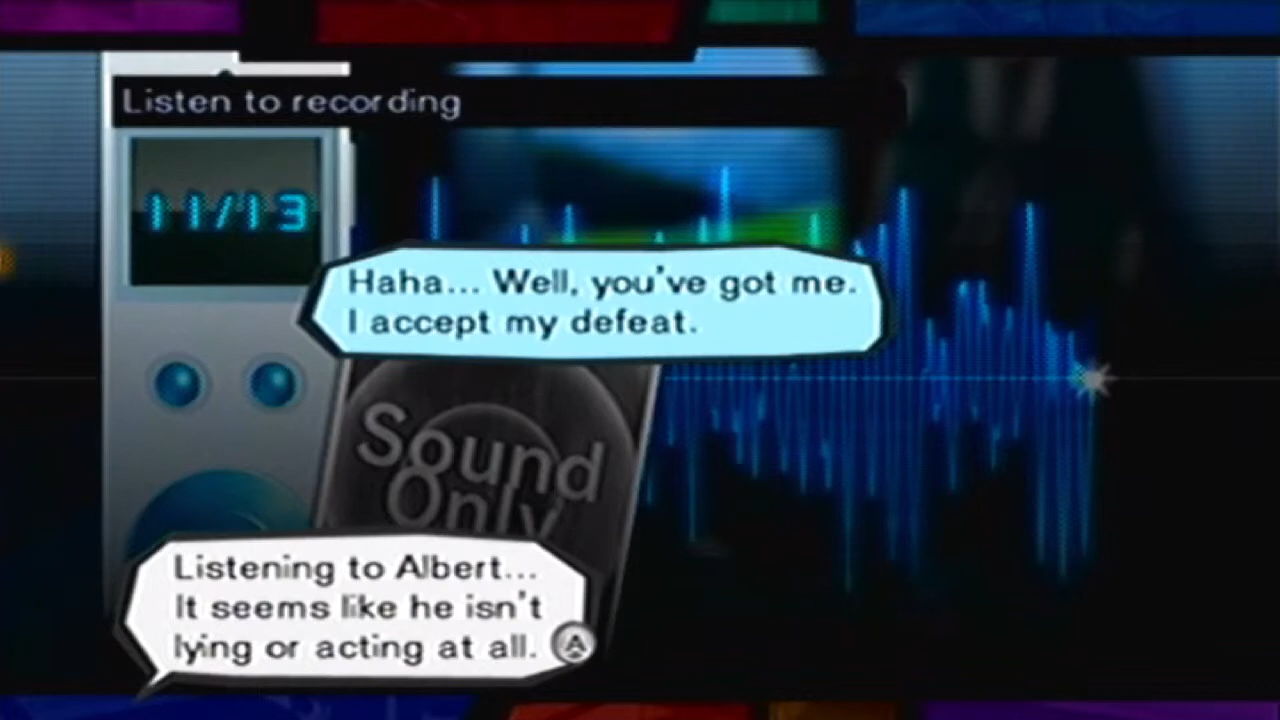 Listen to recording
11/13
Haha... Well, you've got me.
I accept my defeat.
Sound
Only
Listening to Albert...
It seems like he isn't
lying or acting at all.
A